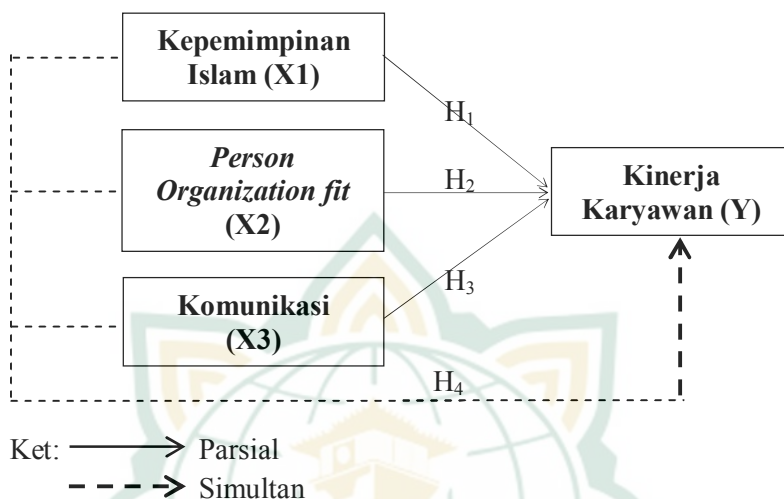 Kepemimpinan
Islam (X1)
H₁
Person
Organization fit
(X2)
H₂
Kinerja
Karyawan (Y)
H₃
Komunikasi
(X3)
H₄
Ket:
Parsial
Simultan